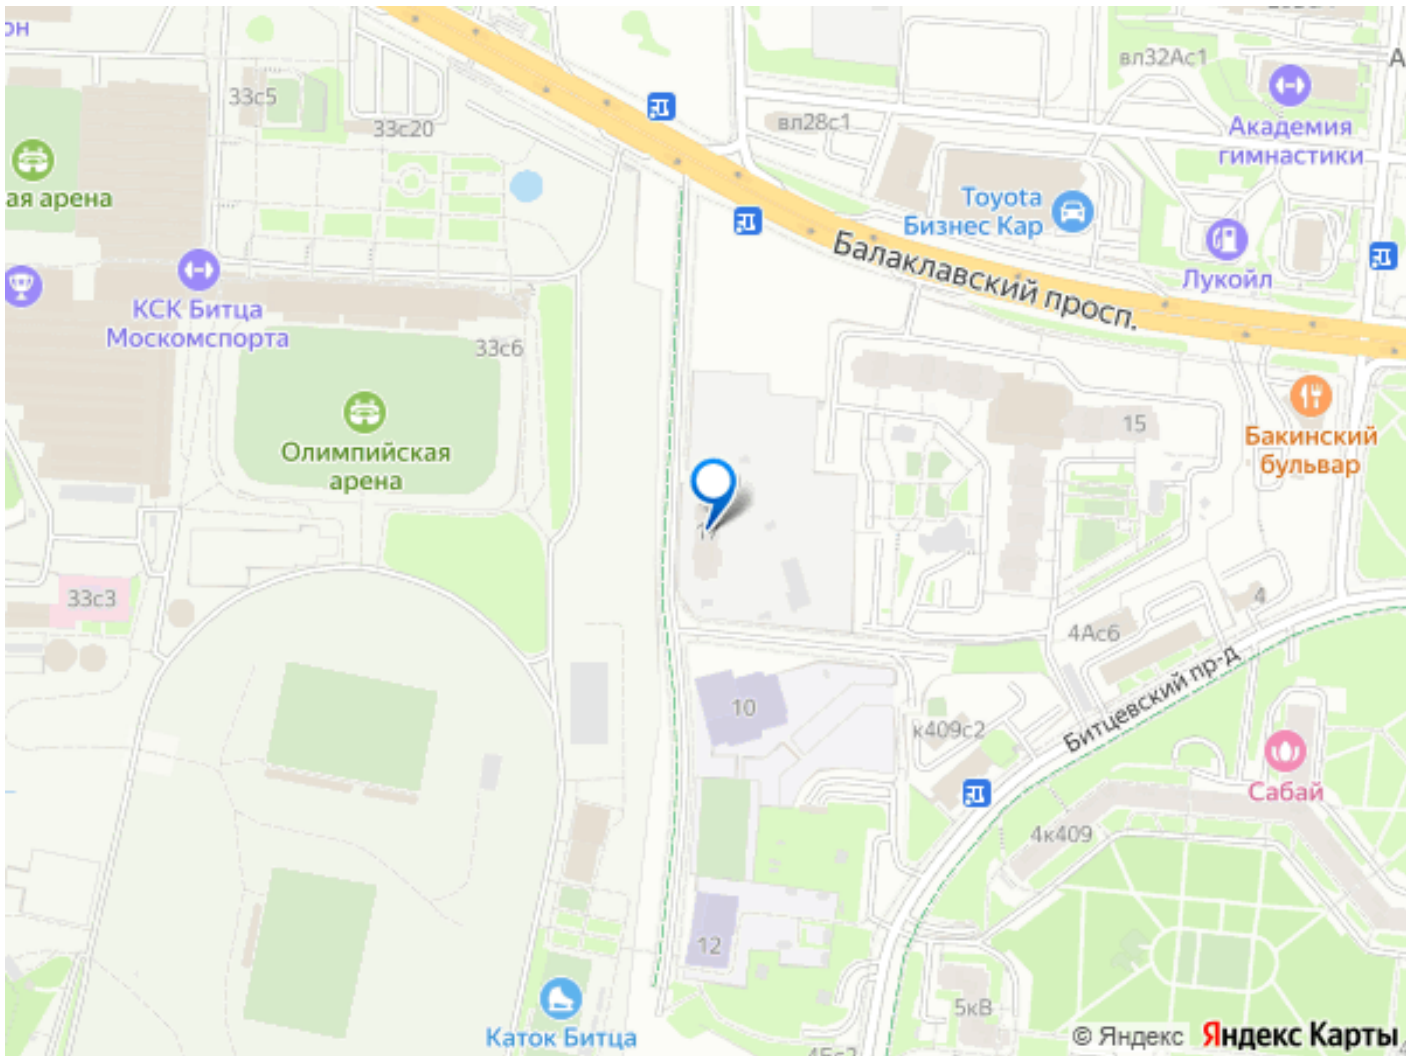 он
33с5
33с20
вл28с1
вл32Ас1
А
Академия
гимнастики
ая арена
Toyota
Бизнес Кар
Балаклавский просп.
Лукойл
КСК Битца
Москомспорта
33с6
Олимпийская
арена
15
Бакинский
бульвар
33с3
4
4Ас6
Битцевский пр-д
10
к409с2
Сабай
4к409
12
5кВ
Каток Битца
© Яндекс
Яндекс Карты